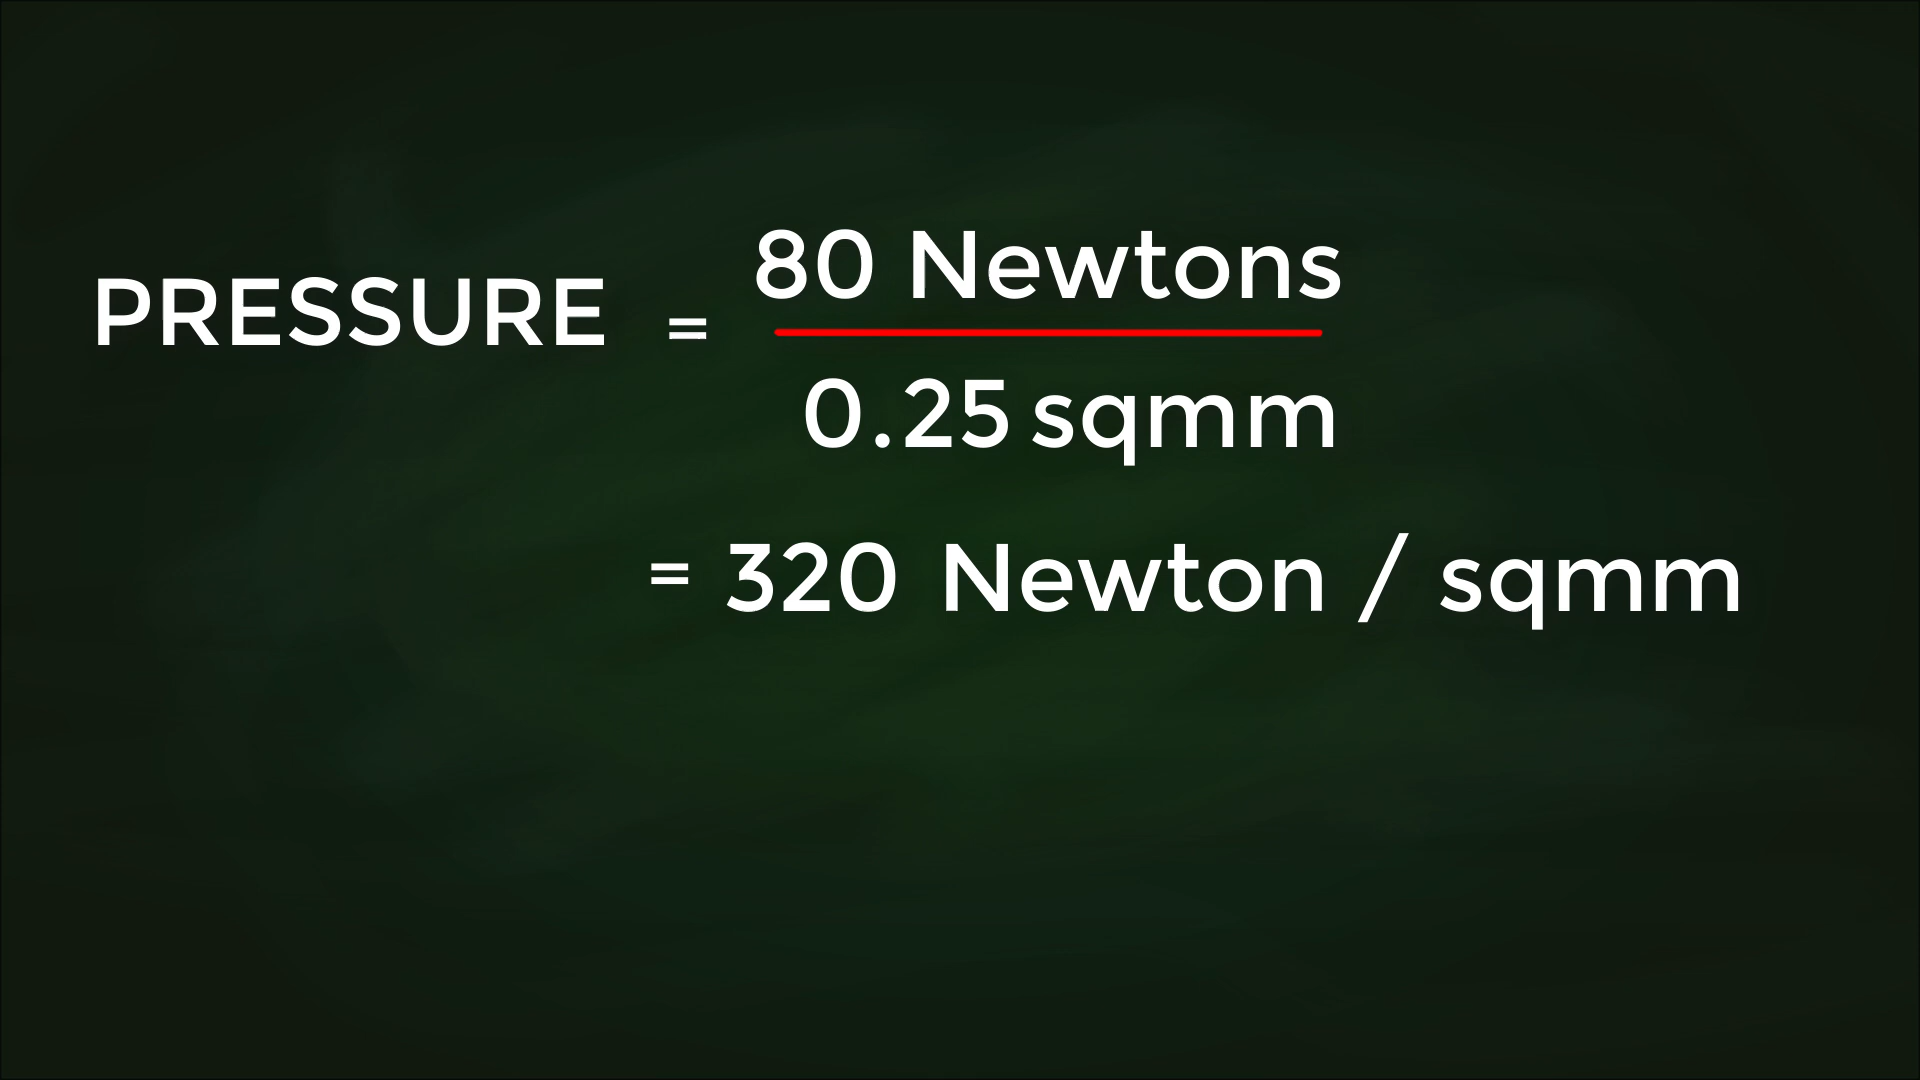 PRESSURE = 80 Newtons
0.25 sqmm
= 320 Newton / sqmm